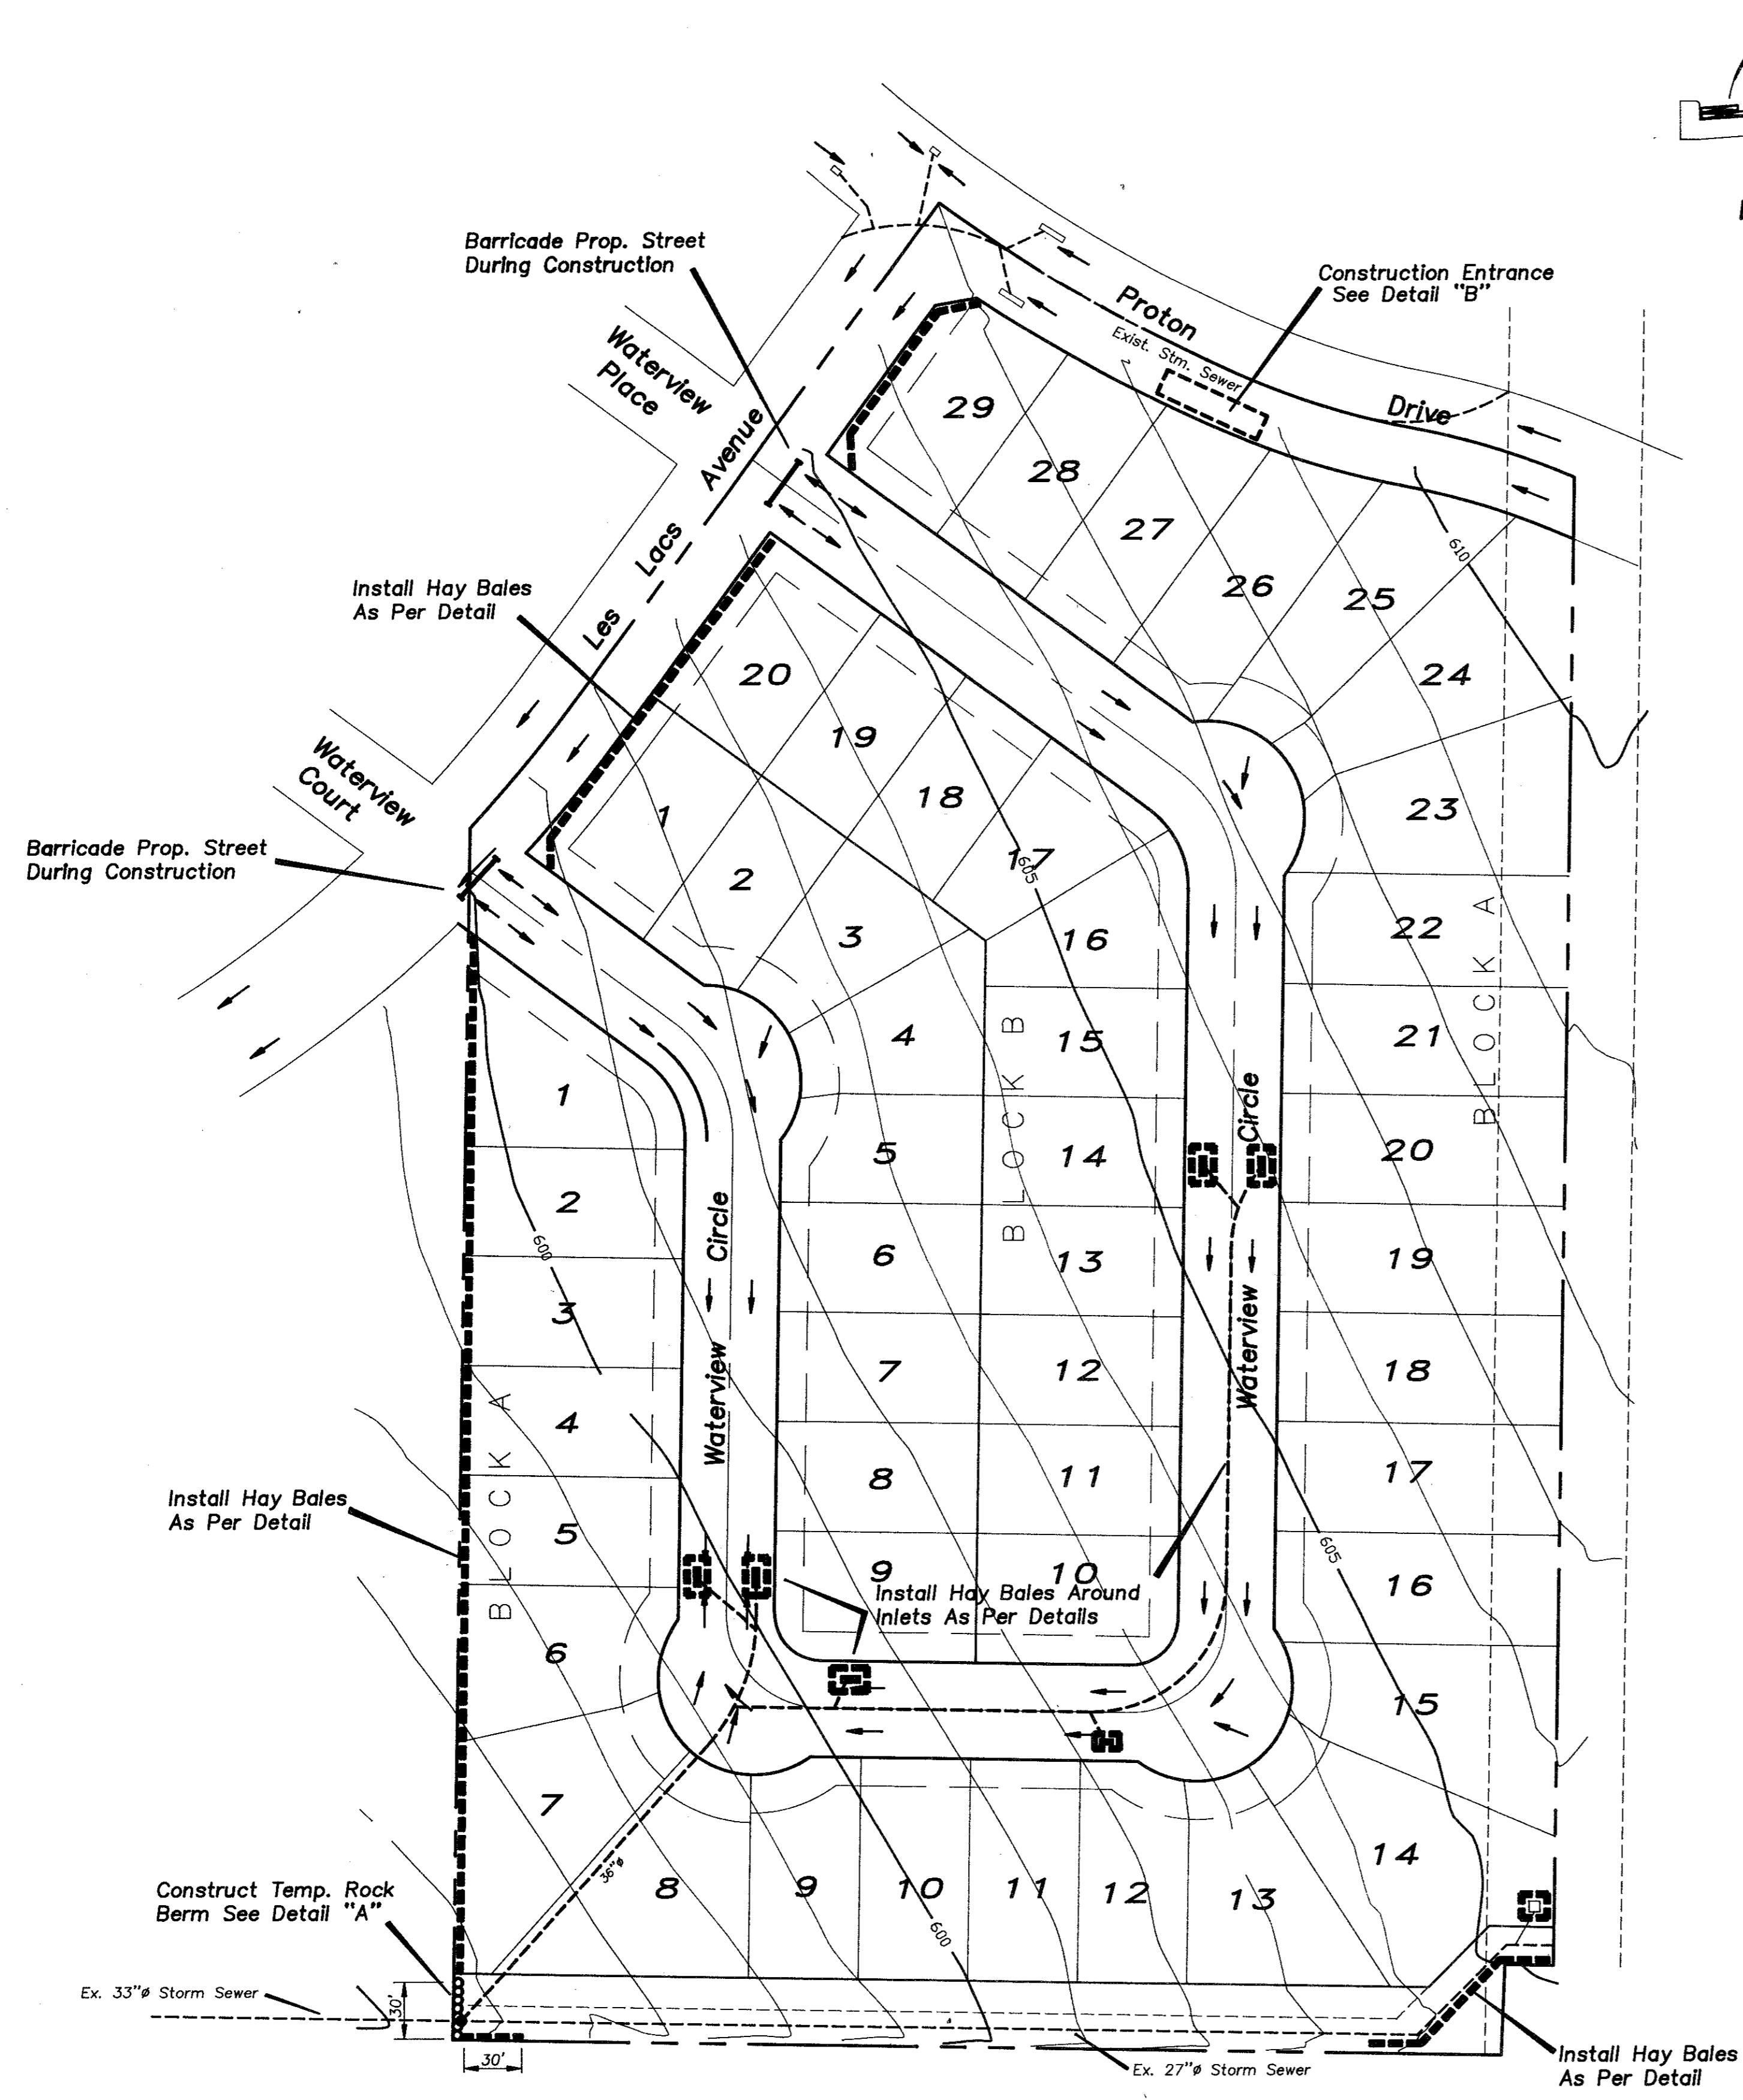 Barricade Prop. Street
During Construction
Construction Entrance
See Detail "B"
Proton
Drive
Exist. Stm. Sewer
Waterview
Place
Les Lacs Avenue
29
28
27
26
25
24
610
Install Hay Bales
As Per Detail
20
19
18
17
605
1
2
3
23
Waterview
Court
Barricade Prop. Street
During Construction
16
22
BLOCK A
4
15
21
BLOCK B
1
5
14
20
Waterview Circle
2
600
6
13
19
Waterview Circle
3
7
12
18
4
8
11
17
BLOCK A
Install Hay Bales
As Per Detail
5
9
10
16
605
Install Hay Bales Around
Inlets As Per Details
6
15
7
14
36"ø
8
9
10
11
12
13
600
Construct Temp. Rock
Berm See Detail "A"
Ex. 33"ø Storm Sewer
30'
30'
Ex. 27"ø Storm Sewer
Install Hay Bales
As Per Detail